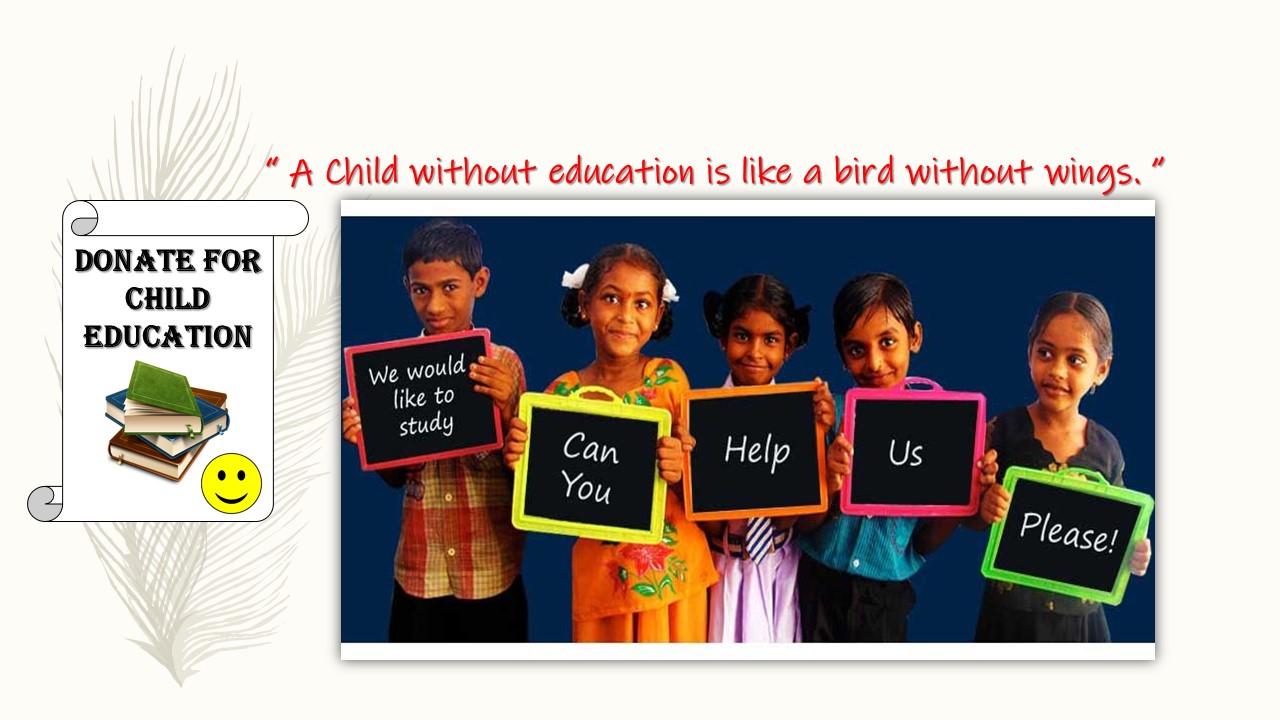 “ A Child without education is like a bird without wings. ”
DONATE FOR
CHILD
EDUCATION
We would
like to
study
Can
You
Help
Us
Please!